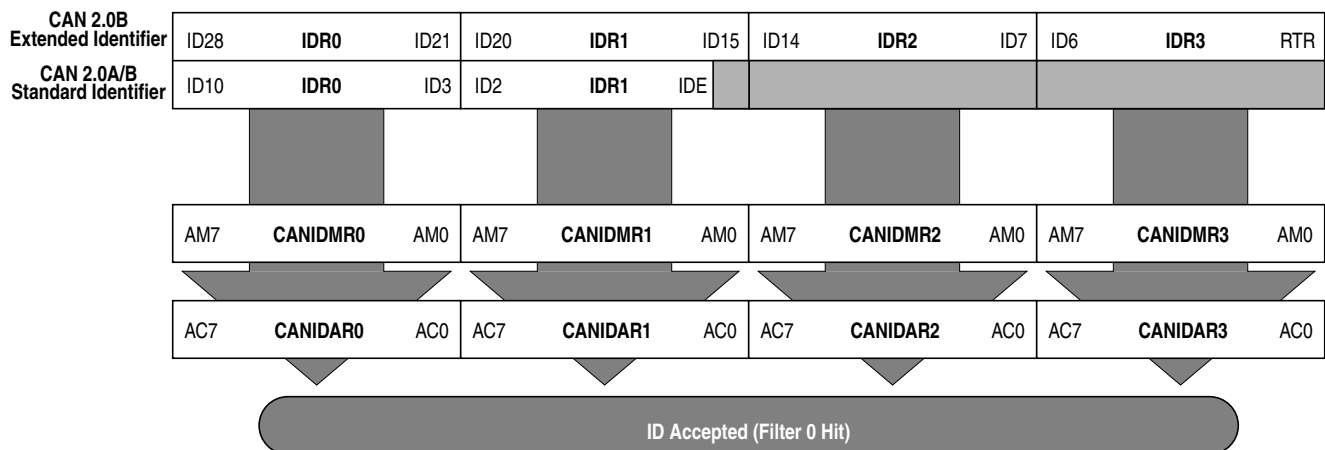 CAN 2.0B
Extended Identifier
ID28 IDR0 ID21 ID20 IDR1 ID15 ID14 IDR2 ID7 ID6 IDR3 RTR
CAN 2.0A/B
Standard Identifier
ID10 IDR0 ID3 ID2 IDR1 IDE
AM7 CANIDMR0 AM0 AM7 CANIDMR1 AM0 AM7 CANIDMR2 AM0 AM7 CANIDMR3 AM0
AC7 CANIDAR0 AC0 AC7 CANIDAR1 AC0 AC7 CANIDAR2 AC0 AC7 CANIDAR3 AC0
ID Accepted (Filter 0 Hit)